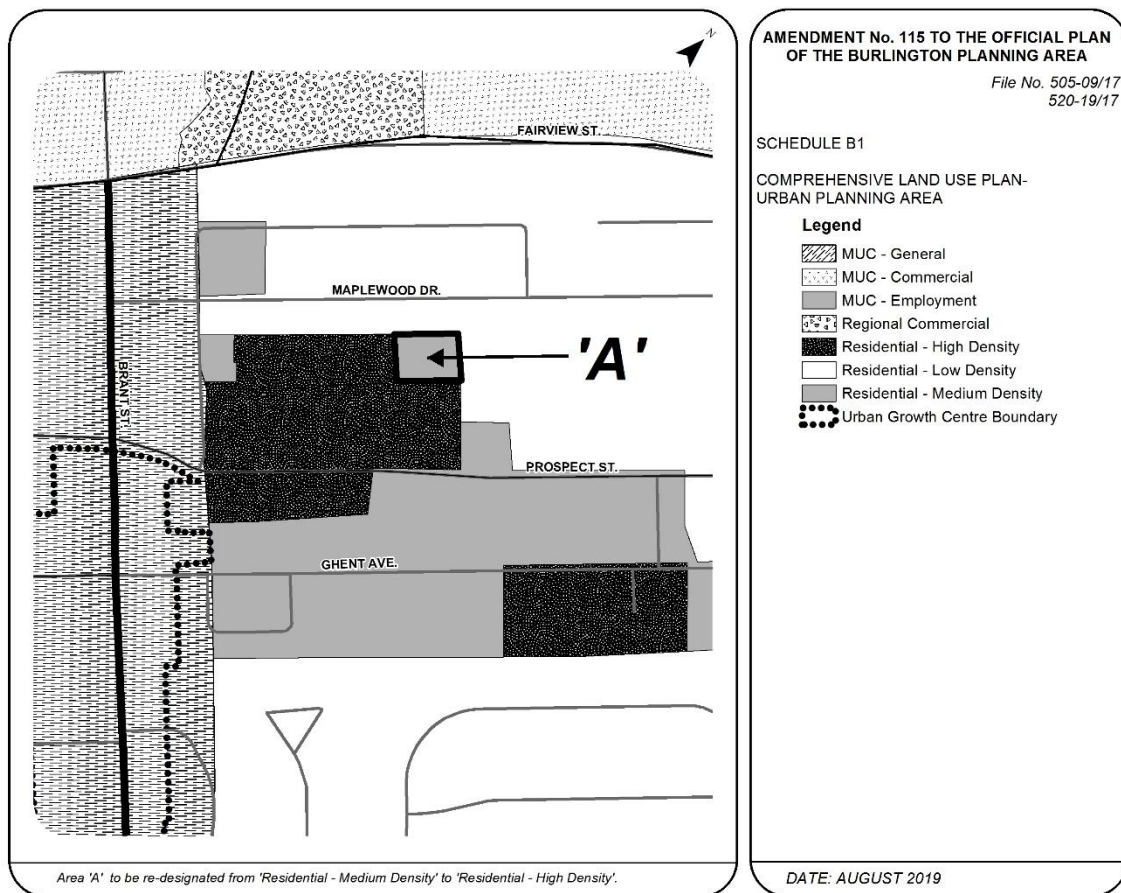 N
FAIRVIEW ST.
MAPLEWOOD DR.
'A'
BRANT ST.
PROSPECT ST.
GHENT AVE.
Area 'A' to be re-designated from 'Residential - Medium Density' to 'Residential - High Density'.
AMENDMENT No. 115 TO THE OFFICIAL PLAN
OF THE BURLINGTON PLANNING AREA
File No. 505-09/17
520-19/17
SCHEDULE B1
COMPREHENSIVE LAND USE PLAN-
URBAN PLANNING AREA
Legend
MUC - General
MUC - Commercial
MUC - Employment
Regional Commercial
Residential - High Density
Residential - Low Density
Residential - Medium Density
Urban Growth Centre Boundary
DATE: AUGUST 2019